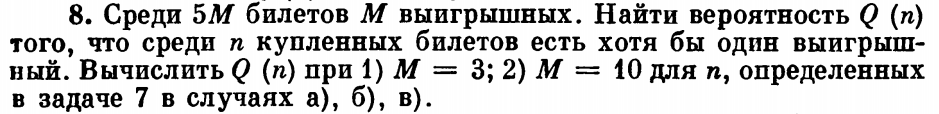 8. Среди 5M билетов M выигрышных. Найти вероятность Q (n)
того, что среди n купленных билетов есть хотя бы один выигрыш-
ный. Вычислить Q (n) при 1) M = 3; 2) M = 10 для n, определенных
в задаче 7 в случаях а), б), в).